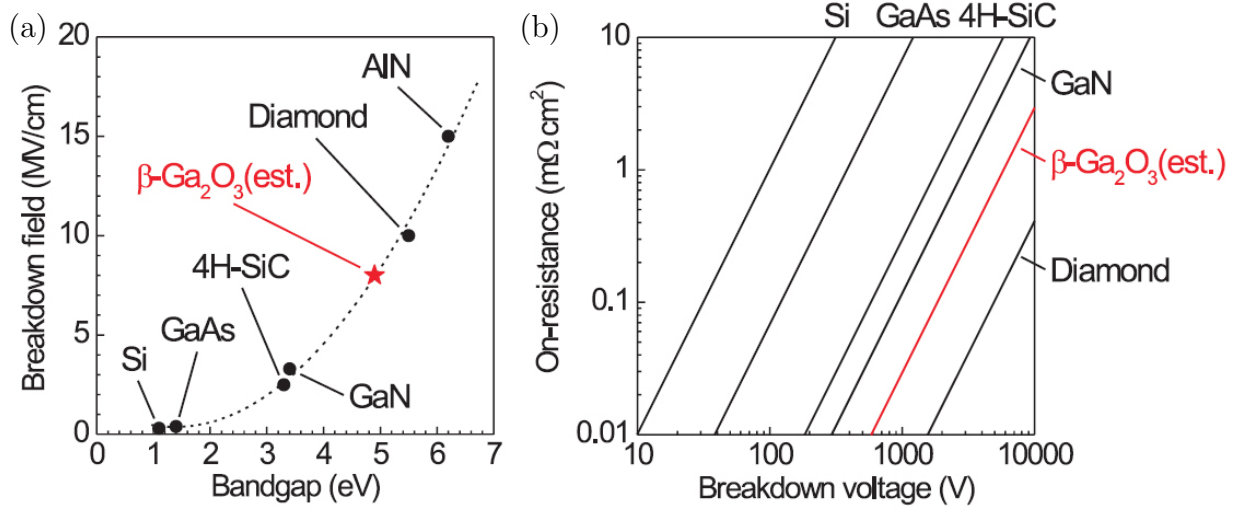 (a)
Breakdown field (MV/cm)
20
15
10
5
0
0 1 2 3 4 5 6 7
Bandgap (eV)
AlN
Diamond
β-Ga₂O₃(est.)
4H-SiC
GaAs
Si
GaN
(b)
Si GaAs 4H-SiC
On-resistance (mΩ cm²)
10
1
0.1
0.01
10 100 1000 10000
Breakdown voltage (V)
GaN
β-Ga₂O₃(est.)
Diamond